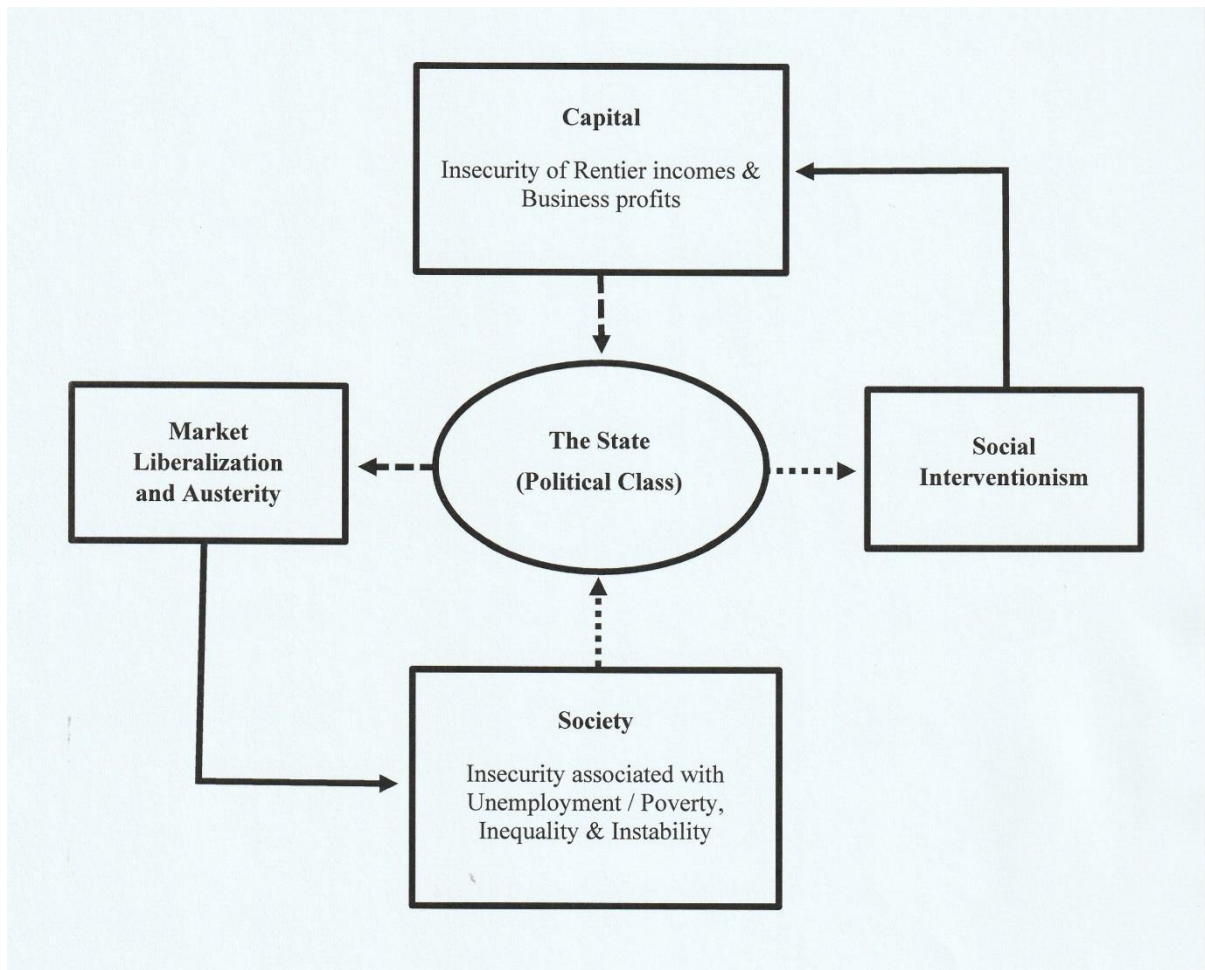 Capital
Insecurity of Rentier incomes &
Business profits
Market
Liberalization
and Austerity
The State
(Political Class)
Social
Interventionism
Society
Insecurity associated with
Unemployment / Poverty,
Inequality & Instability